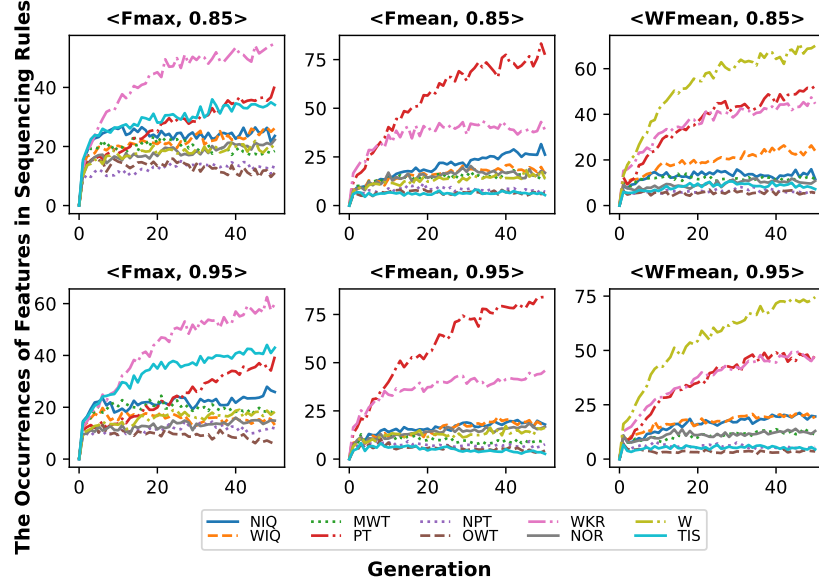 <Fmax, 0.85> <Fmean, 0.85> <WFmean, 0.85>
The Occurrences of Features in Sequencing Rules
40
20
0
0 20 40
75
50
25
0
0 20 40
60
40
20
0
0 20 40
<Fmax, 0.95> <Fmean, 0.95> <WFmean, 0.95>
60
40
20
0
0 20 40
75
50
25
0
0 20 40
75
50
25
0
0 20 40
NIQ MWT NPT WKR W
WIQ PT OWT NOR TIS
Generation